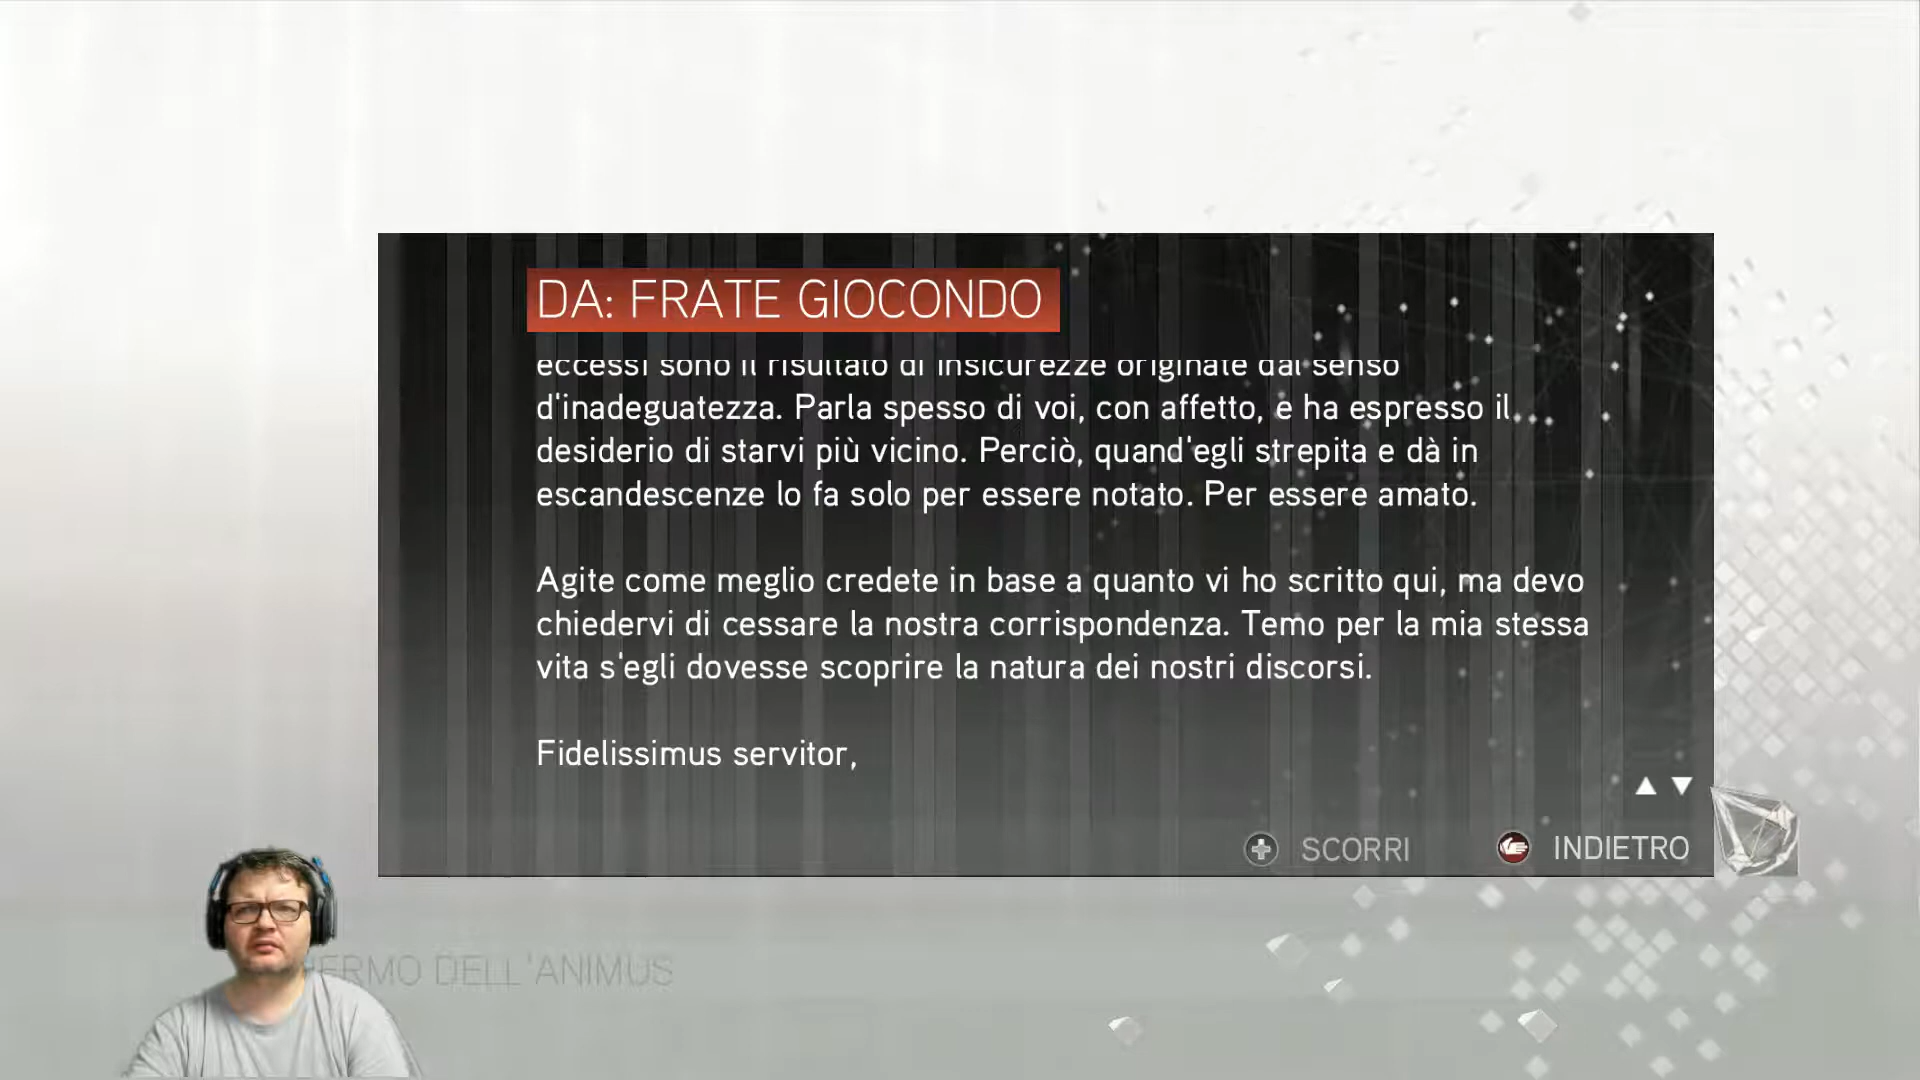 DA: FRATE GIOCONDO
eccessi sono il risultato di insicurezze originate dal senso
d'inadeguatezza. Parla spesso di voi, con affetto, e ha espresso il
desiderio di starvi più vicino. Perciò, quand'egli strepita e dà in
escandescenze lo fa solo per essere notato. Per essere amato.
Agite come meglio credete in base a quanto vi ho scritto qui, ma devo
chiedervi di cessare la nostra corrispondenza. Temo per la mia stessa
vita s'egli dovesse scoprire la natura dei nostri discorsi.
Fidelissimus servitor,
SCORRI INDIETRO
DELL'ANIMUS